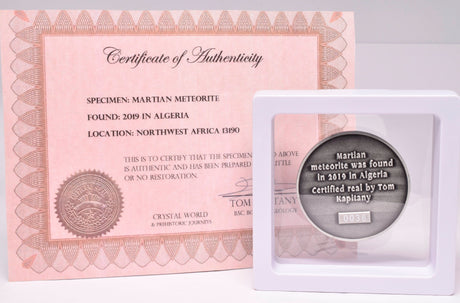 Certificate of Authenticity
SPECIMEN: MARTIAN METEORITE
FOUND: 2019 IN ALGERIA
LOCATION: NORTHWEST AFRICA 13190
THIS IS TO CERTIFY THAT THE SPECIMEN
ABOVE
IS AUTHENTIC AND HAS BEEN PREPARED
LITTLE
OR NO RESTORATION.
TOM
CRYSTAL WORLD
& PREHISTORIC JOURNEYS
BSC
Martian
meteorite was found
in 2019 in Algeria
Certified real by Tom
Kapitany